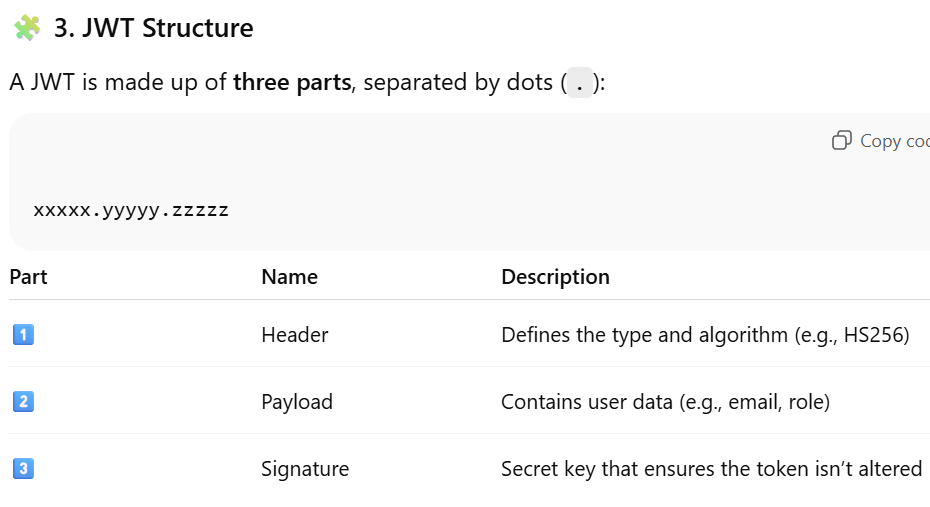 🧩 3. JWT Structure
A JWT is made up of three parts, separated by dots (.):
Copy coc
xxxxx.yyyyy.zzzzz
Part Name Description
1 Header Defines the type and algorithm (e.g., HS256)
2 Payload Contains user data (e.g., email, role)
3 Signature Secret key that ensures the token isn’t altered